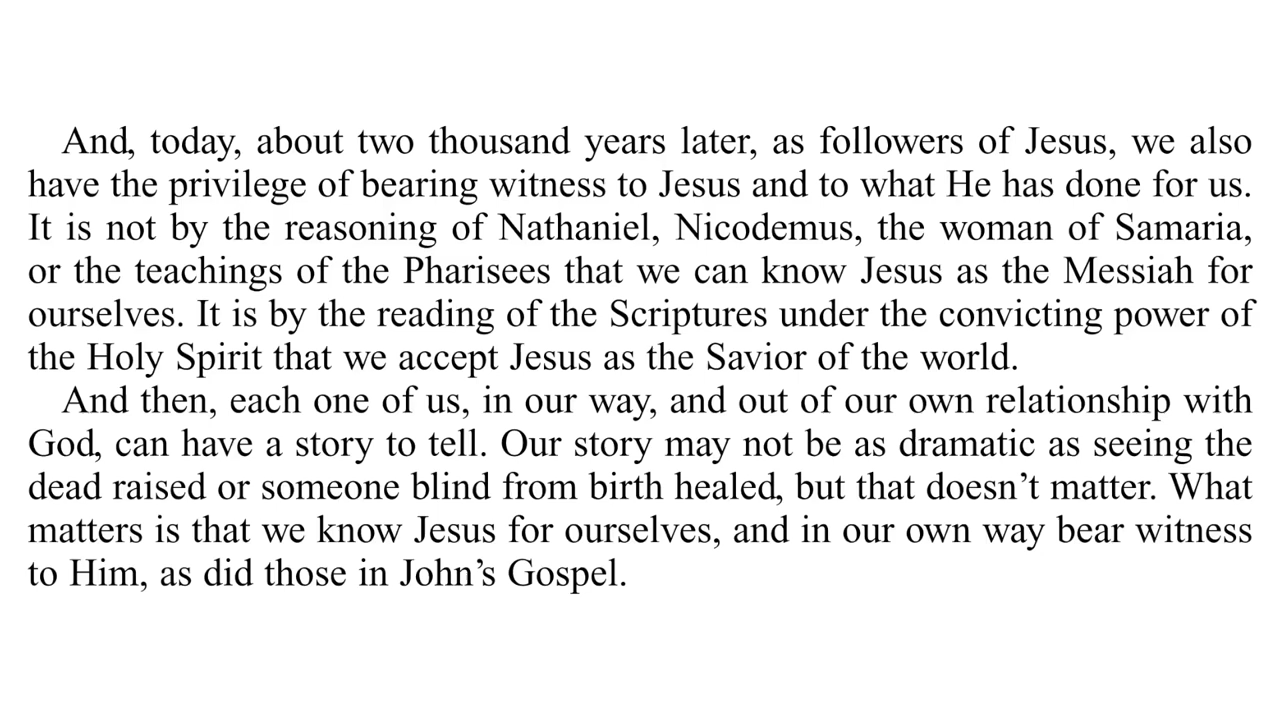 And, today, about two thousand years later, as followers of Jesus, we also
have the privilege of bearing witness to Jesus and to what He has done for us.
It is not by the reasoning of Nathaniel, Nicodemus, the woman of Samaria,
or the teachings of the Pharisees that we can know Jesus as the Messiah for
ourselves. It is by the reading of the Scriptures under the convicting power of
the Holy Spirit that we accept Jesus as the Savior of the world.
And then, each one of us, in our way, and out of our own relationship with
God, can have a story to tell. Our story may not be as dramatic as seeing the
dead raised or someone blind from birth healed, but that doesn’t matter. What
matters is that we know Jesus for ourselves, and in our own way bear witness
to Him, as did those in John’s Gospel.